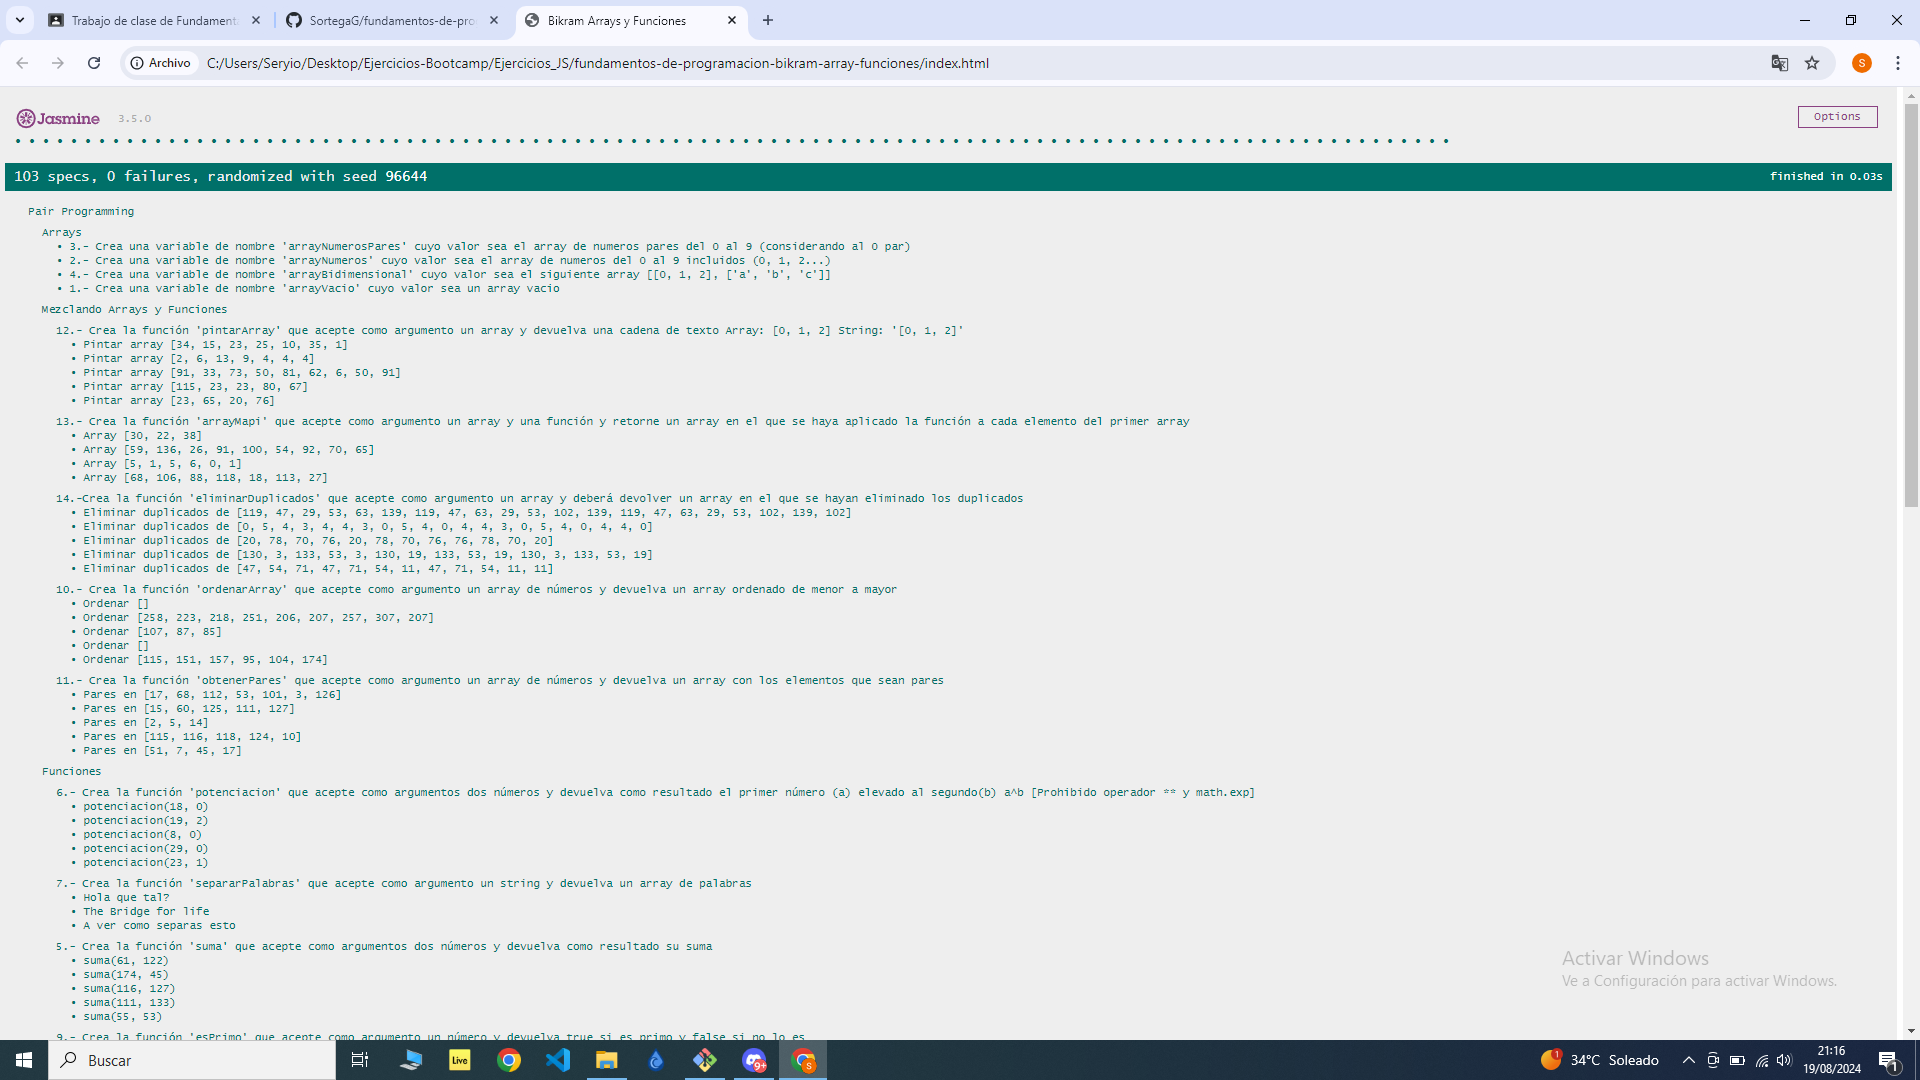 Trabajo de clase de Fundament
SortegaG/fundamentos-de-pro
Bikram Arrays y Funciones
Archivo
C:/Users/Seryio/Desktop/Ejercicios-Bootcamp/Ejercicios_JS/fundamentos-de-programacion-bikram-array-funciones/index.html
S
Jasmine 3.5.0
Options
103 specs, 0 failures, randomized with seed 96644
finished in 0.03s
Pair Programming
Arrays
• 3.- Crea una variable de nombre 'arrayNumerosPares' cuyo valor sea el array de numeros pares del 0 al 9 (considerando al 0 par)
• 2.- Crea una variable de nombre 'arrayNumeros' cuyo valor sea el array de numeros del 0 al 9 incluidos (0, 1, 2...)
• 4.- Crea una variable de nombre 'arrayBidimensional' cuyo valor sea el siguiente array [[0, 1, 2], ['a', 'b', 'c']]
• 1.- Crea una variable de nombre 'arrayVacio' cuyo valor sea un array vacio
Mezclando Arrays y Funciones
12.- Crea la función 'pintarArray' que acepte como argumento un array y devuelva una cadena de texto Array: [0, 1, 2] String: '[0, 1, 2]'
• Pintar array [34, 15, 23, 25, 10, 35, 1]
• Pintar array [2, 6, 13, 9, 4, 4, 4]
• Pintar array [91, 33, 73, 50, 81, 62, 6, 50, 91]
• Pintar array [115, 23, 23, 80, 67]
• Pintar array [23, 65, 20, 76]
13.- Crea la función 'arrayMapi' que acepte como argumento un array y una función y retorne un array en el que se haya aplicado la función a cada elemento del primer array
• Array [30, 22, 38]
• Array [59, 136, 26, 91, 100, 54, 92, 70, 65]
• Array [5, 1, 5, 6, 0, 1]
• Array [68, 106, 88, 118, 18, 113, 27]
14.-Crea la función 'eliminarDuplicados' que acepte como argumento un array y deberá devolver un array en el que se hayan eliminado los duplicados
• Eliminar duplicados de [119, 47, 29, 53, 63, 139, 119, 47, 63, 29, 53, 102, 139, 119, 47, 63, 29, 53, 102, 139, 102]
• Eliminar duplicados de [0, 5, 4, 3, 4, 4, 3, 0, 5, 4, 0, 4, 4, 3, 0, 5, 4, 0, 4, 4, 0]
• Eliminar duplicados de [20, 78, 70, 76, 20, 78, 70, 76, 76, 78, 70, 20]
• Eliminar duplicados de [130, 3, 133, 53, 3, 130, 19, 133, 53, 19, 130, 3, 133, 53, 19]
• Eliminar duplicados de [47, 54, 71, 47, 71, 54, 11, 47, 71, 54, 11, 11]
10.- Crea la función 'ordenarArray' que acepte como argumento un array de números y devuelva un array ordenado de menor a mayor
• Ordenar []
• Ordenar [258, 223, 218, 251, 206, 207, 257, 307, 207]
• Ordenar [107, 87, 85]
• Ordenar []
• Ordenar [115, 151, 157, 95, 104, 174]
11.- Crea la función 'obtenerPares' que acepte como argumento un array de números y devuelva un array con los elementos que sean pares
• Pares en [17, 68, 112, 53, 101, 3, 126]
• Pares en [15, 60, 125, 111, 127]
• Pares en [2, 5, 14]
• Pares en [115, 116, 118, 124, 10]
• Pares en [51, 7, 45, 17]
Funciones
6.- Crea la función 'potenciacion' que acepte como argumentos dos números y devuelva como resultado el primer número (a) elevado al segundo(b) a^b [Prohibido operador ** y math.exp]
• potenciacion(18, 0)
• potenciacion(19, 2)
• potenciacion(8, 0)
• potenciacion(29, 0)
• potenciacion(23, 1)
7.- Crea la función 'separarPalabras' que acepte como argumento un string y devuelva un array de palabras
• Hola que tal?
• The Bridge for life
• A ver como separas esto
5.- Crea la función 'suma' que acepte como argumentos dos números y devuelva como resultado su suma
• suma(61, 122)
• suma(174, 45)
• suma(116, 127)
• suma(111, 133)
• suma(55, 53)
9.- Crea la función 'esPrimo' que acepte como argumento un número y devuelva true si es primo y false si no lo es
Activar Windows
Ve a Configuración para activar Windows.
Buscar
Live
9+
S
1
34°C Soleado
21:16
19/08/2024
1